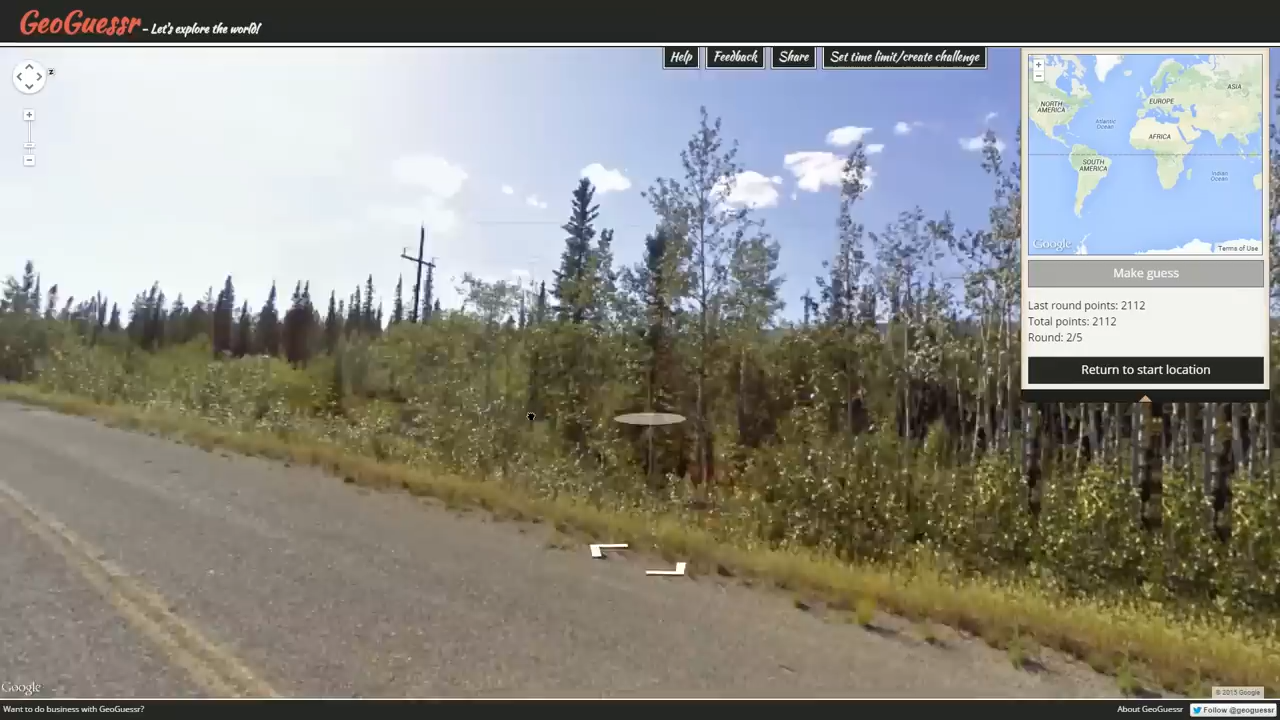 GeoGuessr - Let's explore the world!
Help
Feedback
Share
Set time limit/create challenge
z
+
−
+
−
NORTH AMERICA
Atlantic Ocean
EUROPE
ASIA
AFRICA
SOUTH AMERICA
Indian Ocean
Google
Terms of Use
Make guess
Last round points: 2112
Total points: 2112
Round: 2/5
Return to start location
Google
© 2015 Google
Want to do business with GeoGuessr?
About GeoGuessr
Follow @geoguessr